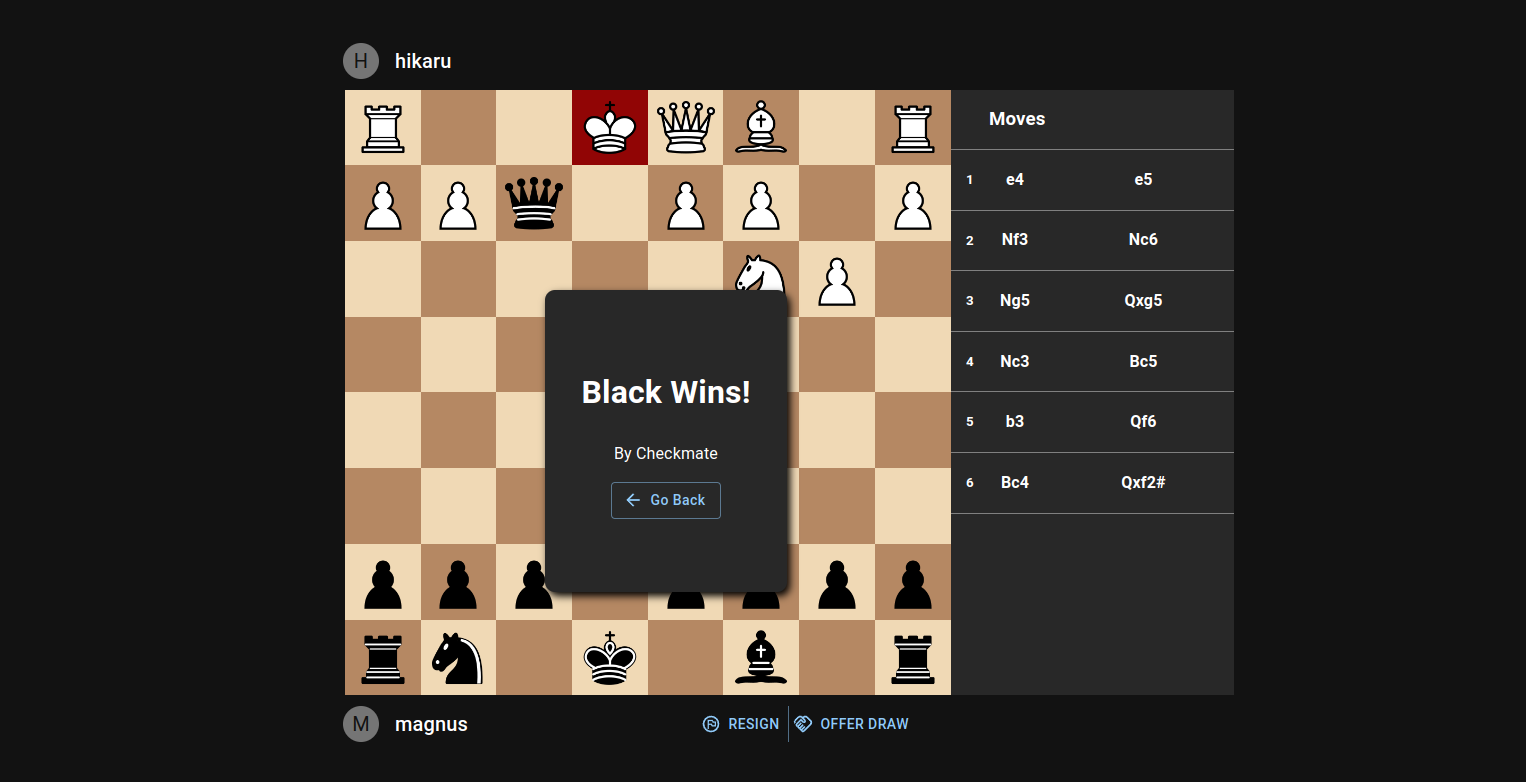 H hikaru
Moves
1 e4 e5
2 Nf3 Nc6
3 Ng5 Qxg5
4 Nc3 Bc5
5 b3 Qf6
6 Bc4 Qxf2#
Black Wins!
By Checkmate
Go Back
M magnus
RESIGN
OFFER DRAW